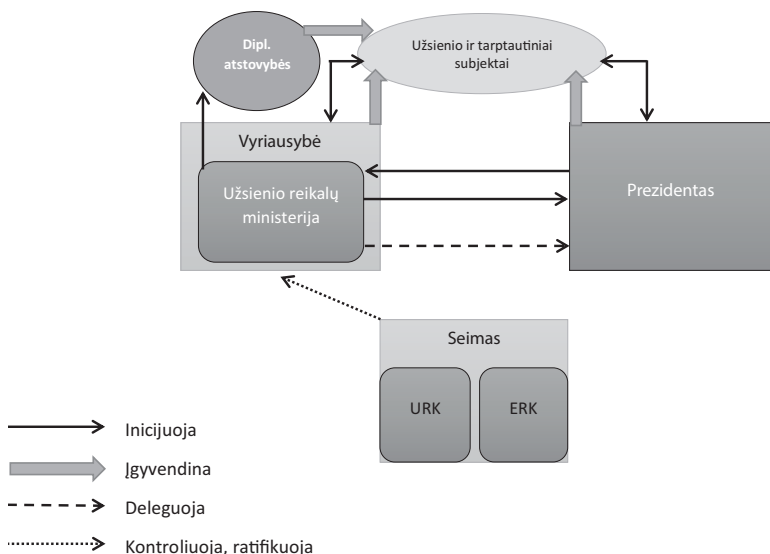 Dipl.
atstovybės
Užsienio ir tarptautiniai
subjektai
Vyriausybė
Užsienio reikalų
ministerija
Prezidentas
Seimas
URK
ERK
Inicijuoja
Įgyvendina
Deleguoja
Kontroliuoja, ratifikuoja